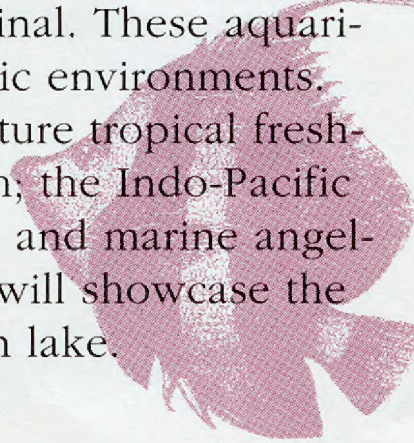 inal. These aquari-
ic environments.
ture tropical fresh-
n; the Indo-Pacific
and marine angel-
will showcase the
n lake.